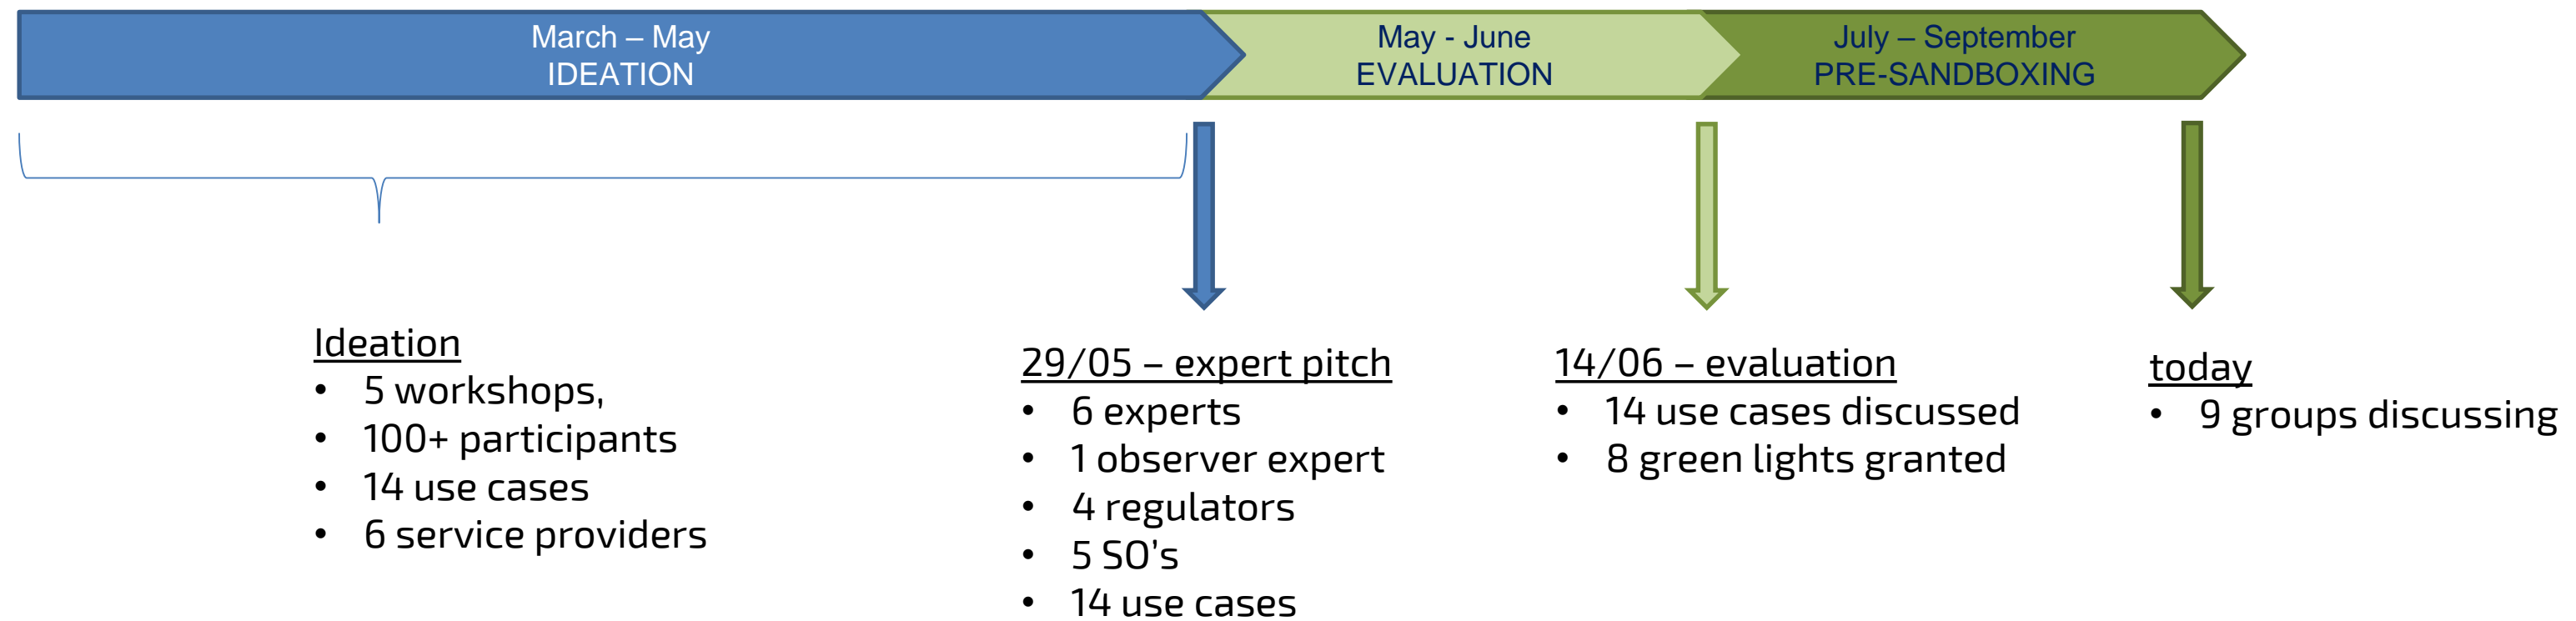 March – May
IDEATION
May - June
EVALUATION
July – September
PRE-SANDBOXING
Ideation
• 5 workshops,
• 100+ participants
• 14 use cases
• 6 service providers
29/05 – expert pitch
• 6 experts
• 1 observer expert
• 4 regulators
• 5 SO's
• 14 use cases
14/06 – evaluation
• 14 use cases discussed
• 8 green lights granted
today
• 9 groups discussing